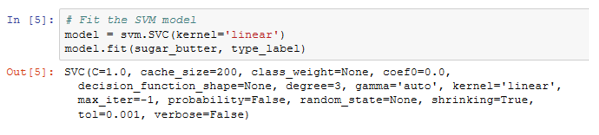 In [5]: # Fit the SVM model
model = svm.SVC(kernel='linear')
model.fit(sugar_butter, type_label)
Out[5]: SVC(C=1.0, cache_size=200, class_weight=None, coef0=0.0,
decision_function_shape=None, degree=3, gamma='auto', kernel='linear',
max_iter=-1, probability=False, random_state=None, shrinking=True,
tol=0.001, verbose=False)